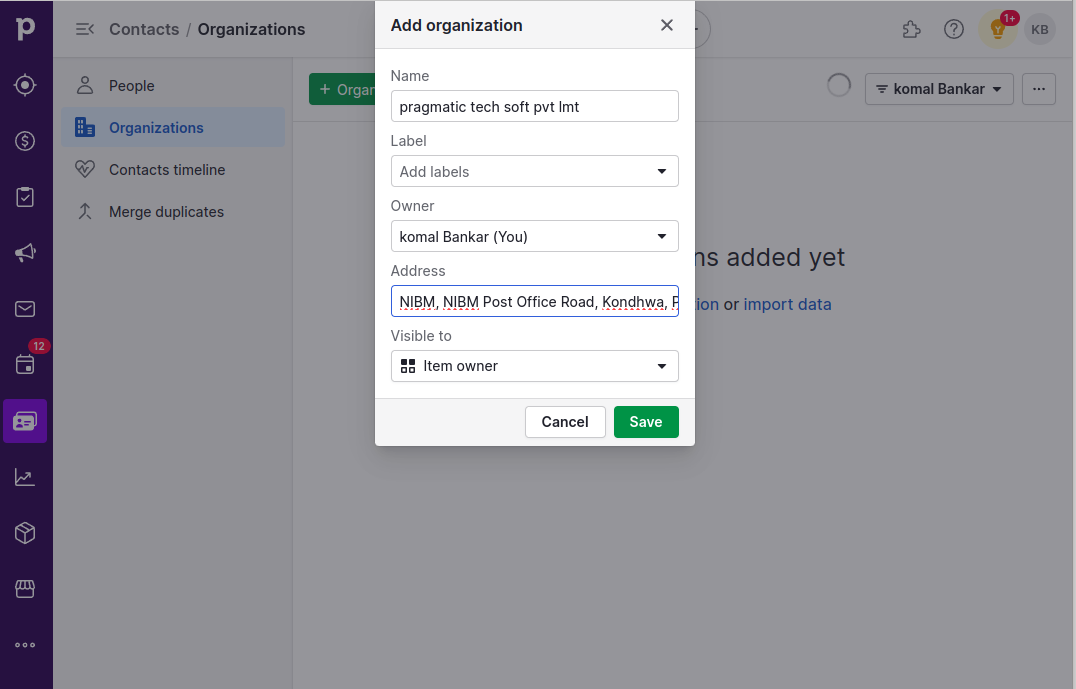 p
Contacts / Organizations
Add organization
1+
KB
People
Organizations
Contacts timeline
Merge duplicates
12
+ Organ
komal Bankar
...
Name
pragmatic tech soft pvt lmt
Label
Add labels
Owner
komal Bankar (You)
Address
NIBM, NIBM Post Office Road, Kondhwa, P
Visible to
Item owner
Cancel
Save
ns added yet
ion or import data